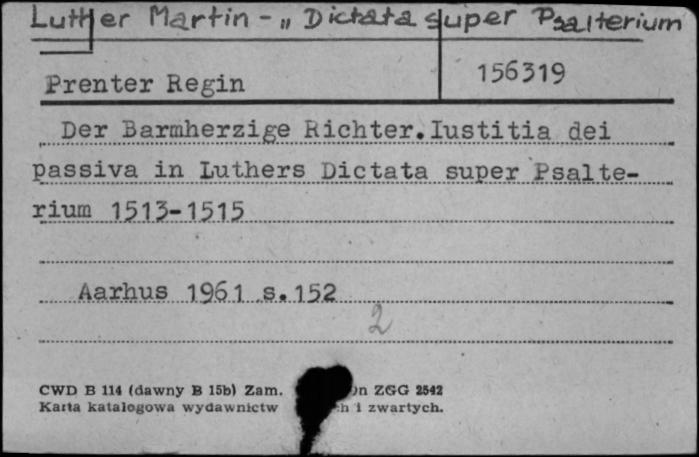 Luther Martin - „ Dictata super Psalterium
Prenter Regin
156319
Der Barmherzige Richter. Iustitia dei
passiva in Luthers Dictata super Psalte-
rium 1513-1515
Aarhus 1961 s. 152
2
CWD B 114 (dawny B 15b) Zam. n ZGG 2542
Karta katalogowa wydawnictw h i zwartych.